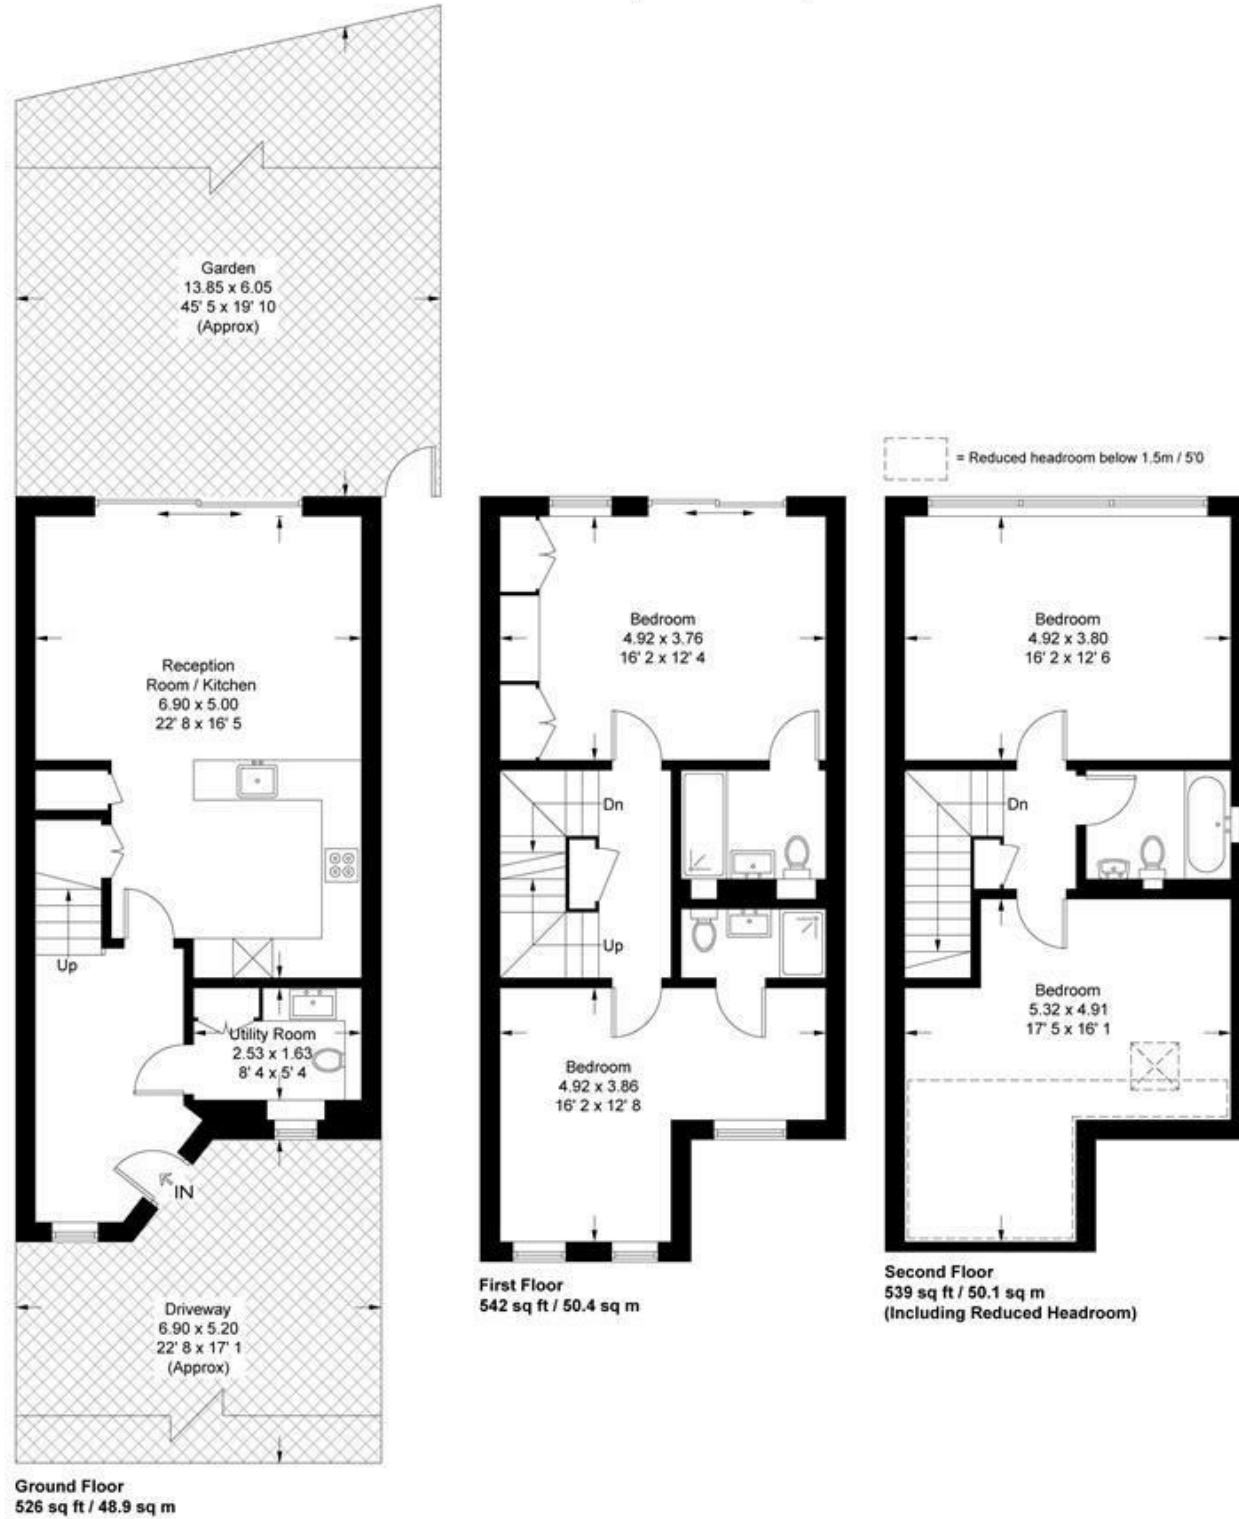 Garden
13.85 x 6.05
45' 5 x 19' 10
(Approx)
= Reduced headroom below 1.5m / 5'0
Reception
Room / Kitchen
6.90 x 5.00
22' 8 x 16' 5
Up
Utility Room
2.53 x 1.63
8' 4 x 5' 4
IN
Driveway
6.90 x 5.20
22' 8 x 17' 1
(Approx)
Ground Floor
526 sq ft / 48.9 sq m
Bedroom
4.92 x 3.76
16' 2 x 12' 4
Dn
Up
Bedroom
4.92 x 3.86
16' 2 x 12' 8
First Floor
542 sq ft / 50.4 sq m
Bedroom
4.92 x 3.80
16' 2 x 12' 6
Dn
Bedroom
5.32 x 4.91
17' 5 x 16' 1
Second Floor
539 sq ft / 50.1 sq m
(Including Reduced Headroom)